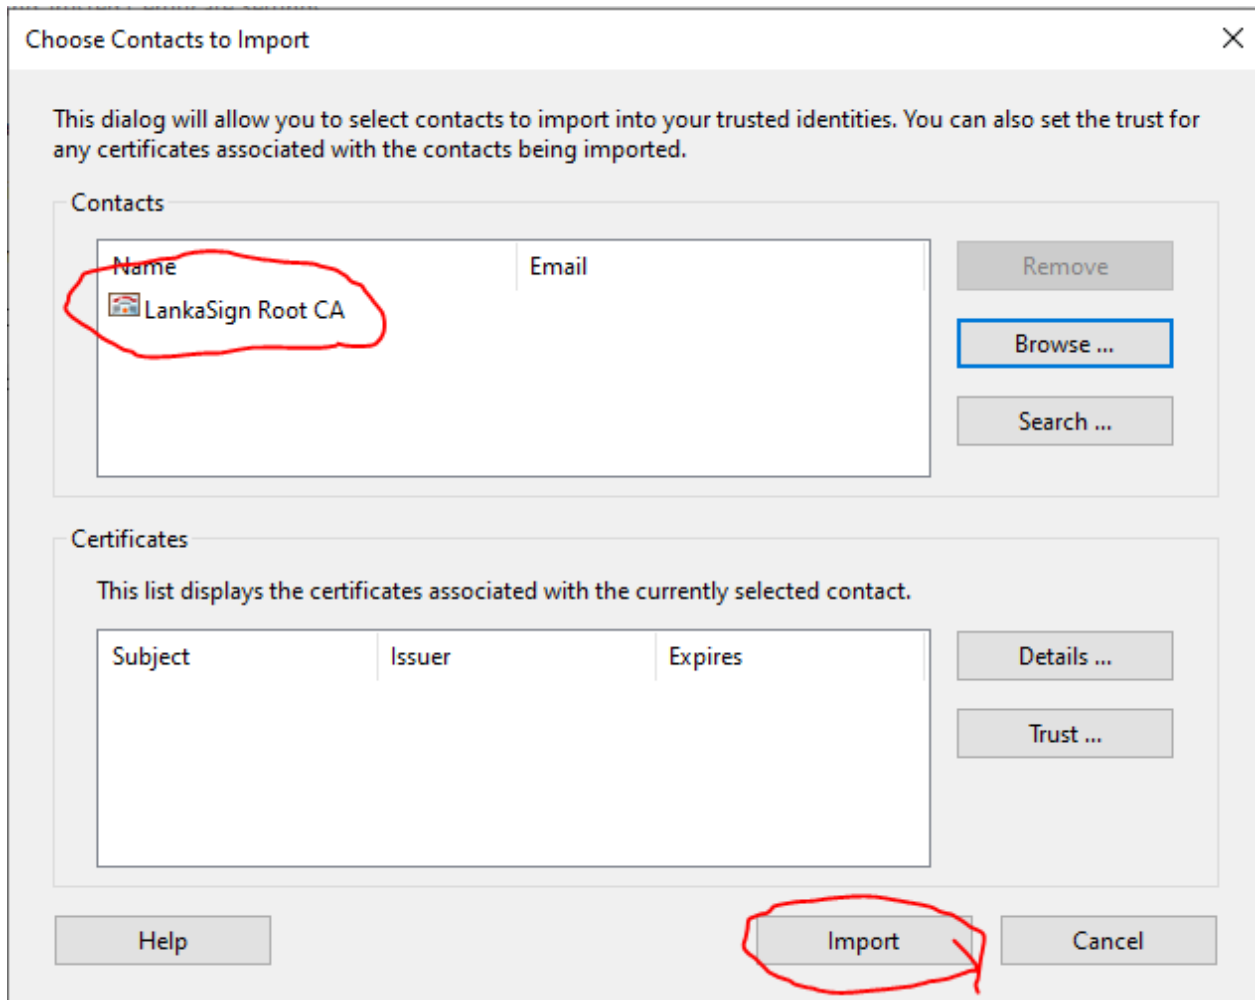 Choose Contacts to Import
This dialog will allow you to select contacts to import into your trusted identities. You can also set the trust for
any certificates associated with the contacts being imported.
Contacts
Name Email
LankaSign Root CA
Remove
Browse ...
Search ...
Certificates
This list displays the certificates associated with the currently selected contact.
Subject Issuer Expires
Details ...
Trust ...
Help Import Cancel